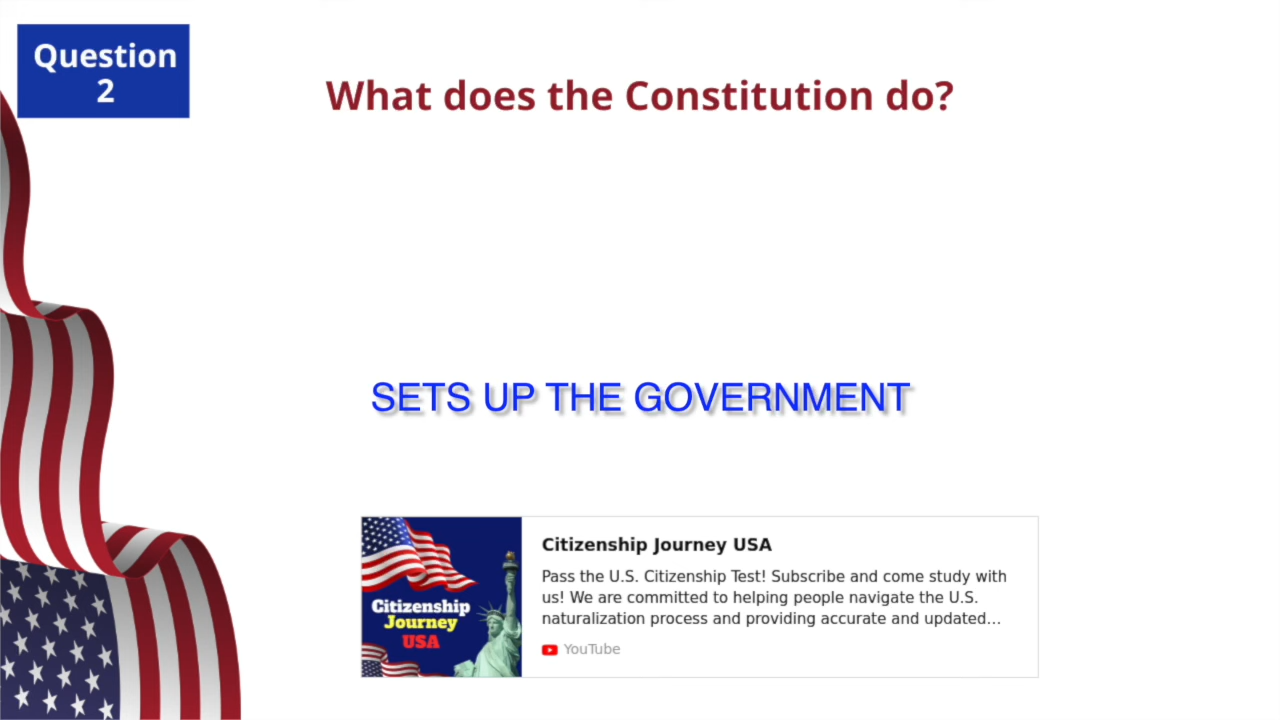 Question
2
What does the Constitution do?
SETS UP THE GOVERNMENT
Citizenship
Journey
USA
Citizenship Journey USA
Pass the U.S. Citizenship Test! Subscribe and come study with
us! We are committed to helping people navigate the U.S.
naturalization process and providing accurate and updated...
YouTube